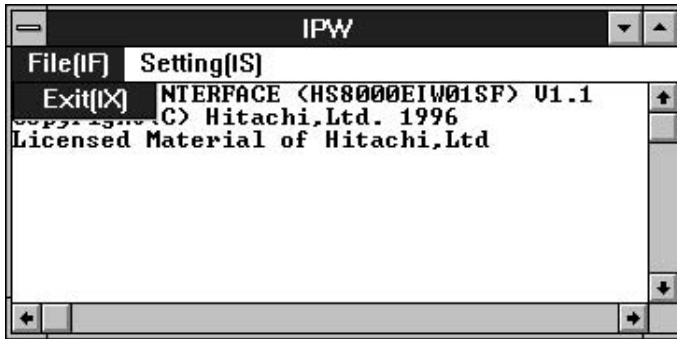 IPW
File(IF) Setting(IS)
Exit(IX)
NTERFACE (HS8000EIW01SF) V1.1
(C) Hitachi,Ltd. 1996
Licensed Material of Hitachi,Ltd